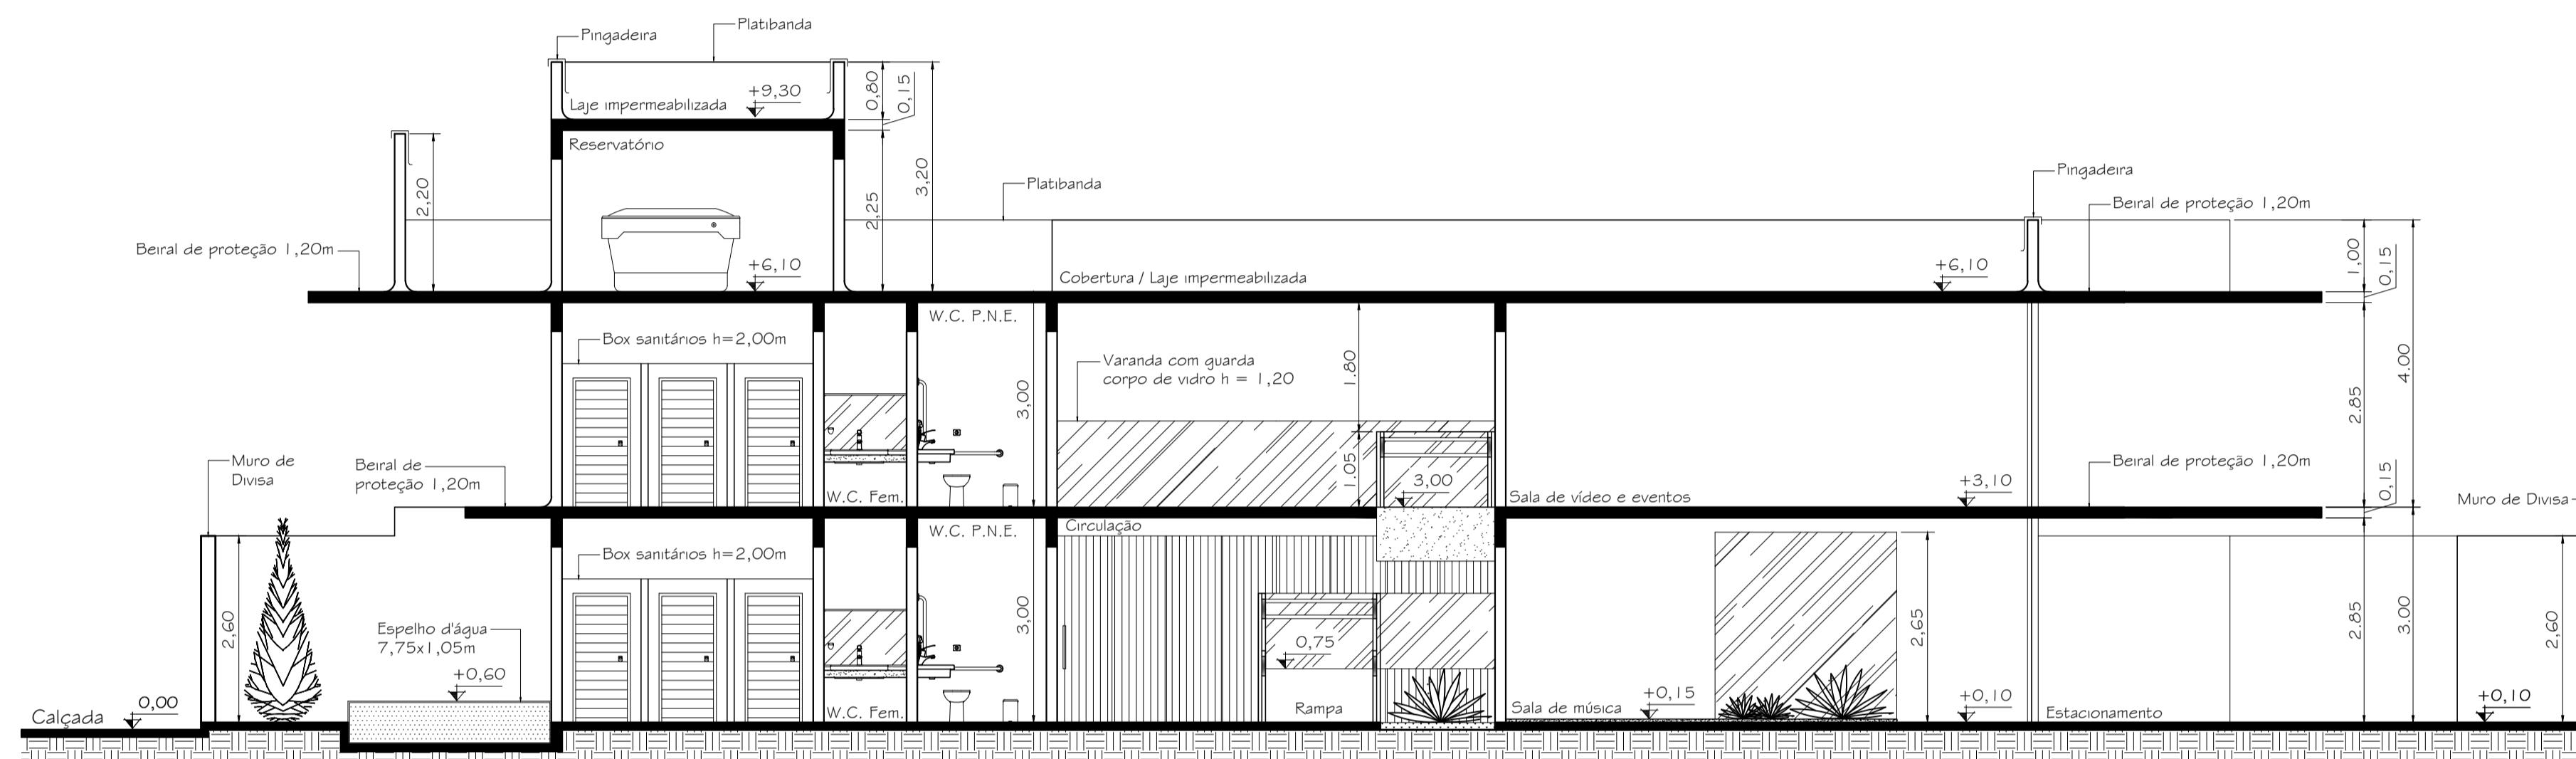 Pingadeira
Platibanda
0,80
0,15
+9,30
Laje impermeabilizada
Reservatório
2,20
3,20
2,25
Platibanda
Pingadeira
Beiral de proteção 1,20m
Beiral de proteção 1,20m
+6,10
Cobertura / Laje impermeabilizada
+6,10
1,00
0,15
W.C. P.N.E.
Box sanitários h=2,00m
Varanda com guarda
corpo de vidro h = 1,20
1.80
3,00
4.00
2.85
Muro de
Divisa
Beiral de
proteção 1,20m
W.C. Fem.
1.05
3,00
Sala de vídeo e eventos
+3,10
Beiral de proteção 1,20m
0,15
Muro de Divisa
W.C. P.N.E.
Circulação
Box sanitários h=2,00m
2,60
Espelho d'água
7,75x1,05m
+0,60
3,00
0,75
2,65
2.85
3.00
2,60
Calçada
0,00
W.C. Fem.
Rampa
Sala de música
+0,15
+0,10
Estacionamento
+0,10